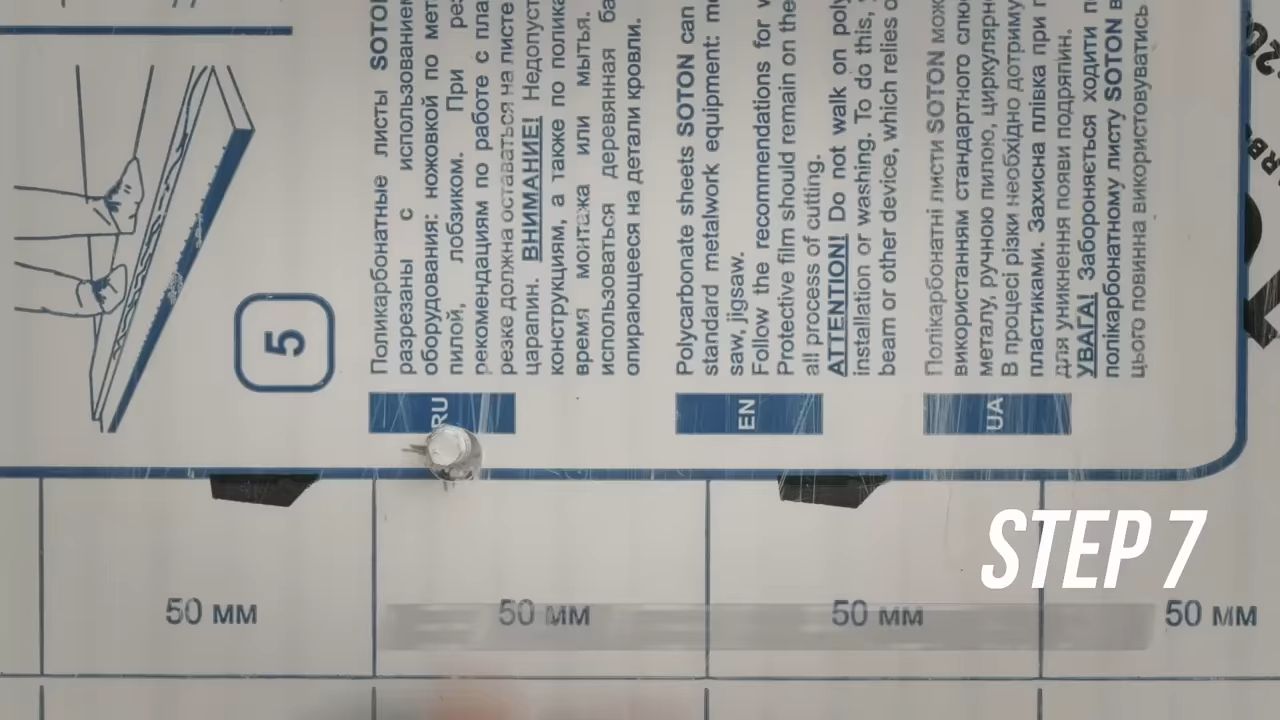 5
RU
Поликарбонатные листы SOTON
разрезаны с использованием
оборудования: ножовкой по мета
пилой, лобзиком. При рез
рекомендациям по работе с пла
резке должна оставаться на листе
царапин. ВНИМАНИЕ! Недопуст
конструкциям, а также по полика
время монтажа или мытья.
использоваться деревянная ба
опирающееся на детали кровли.
EN
Polycarbonate sheets SOTON can
standard metalwork equipment: me
saw, jigsaw.
Follow the recommendations for w
Protective film should remain on the
all process of cutting.
ATTENTION! Do not walk on poly
installation or washing. To do this,
beam or other device, which relies o
UA
Полікарбонатні листи SOTON мож
використанням стандартного слюс
металу, ручною пилою, циркулярн
В процесі різки необхідно дотриму
пластиками. Захисна плівка при р
для уникнення появи подряпин.
УВАГА! Забороняється ходити по
полікарбонатному листу SOTON в
цього повинна використовуватись
STEP 7
50 мм
50 мм
50 мм
50 мм